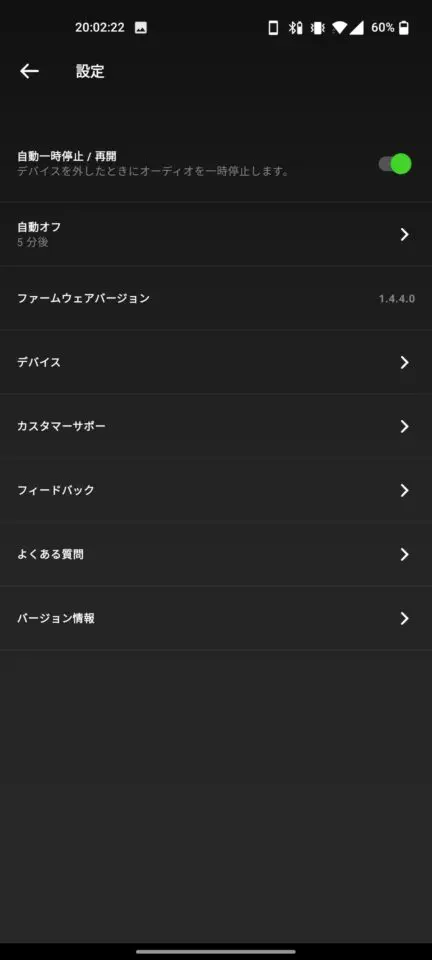 20:02:22 60%
設定
自動一時停止 / 再開
デバイスを外したときにオーディオを一時停止します。
自動オフ
5 分後
ファームウェアバージョン 1.4.4.0
デバイス
カスタマーサポー
フィードバック
よくある質問
バージョン情報